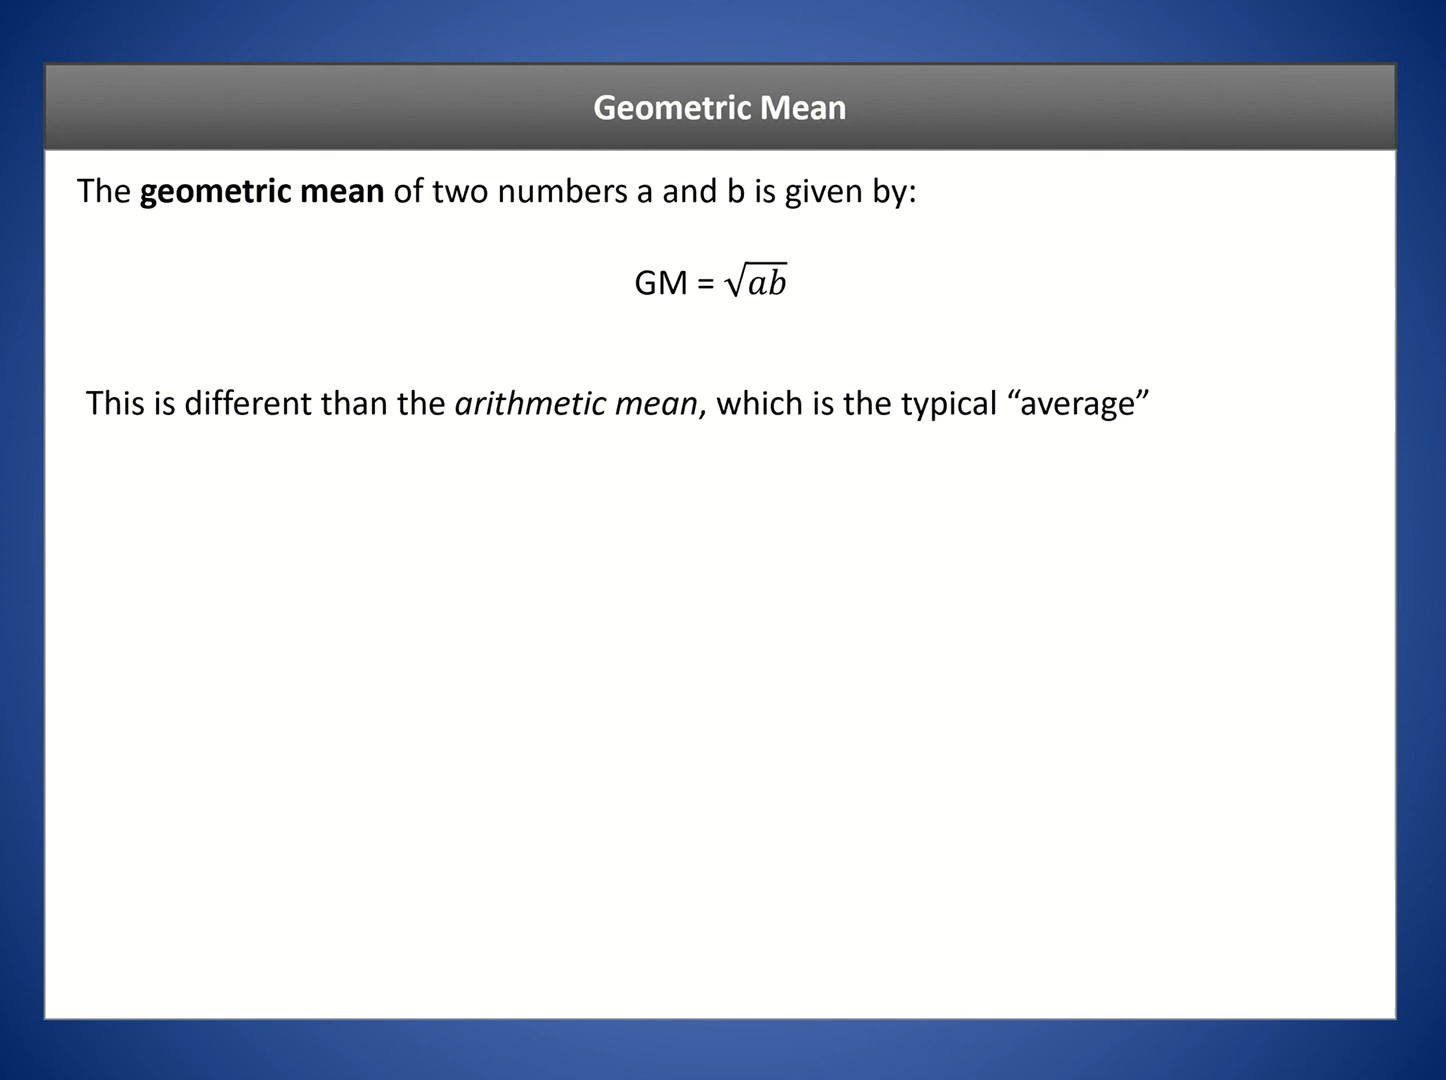 Geometric Mean
The geometric mean of two numbers a and b is given by:
GM = √ab
This is different than the arithmetic mean, which is the typical “average”